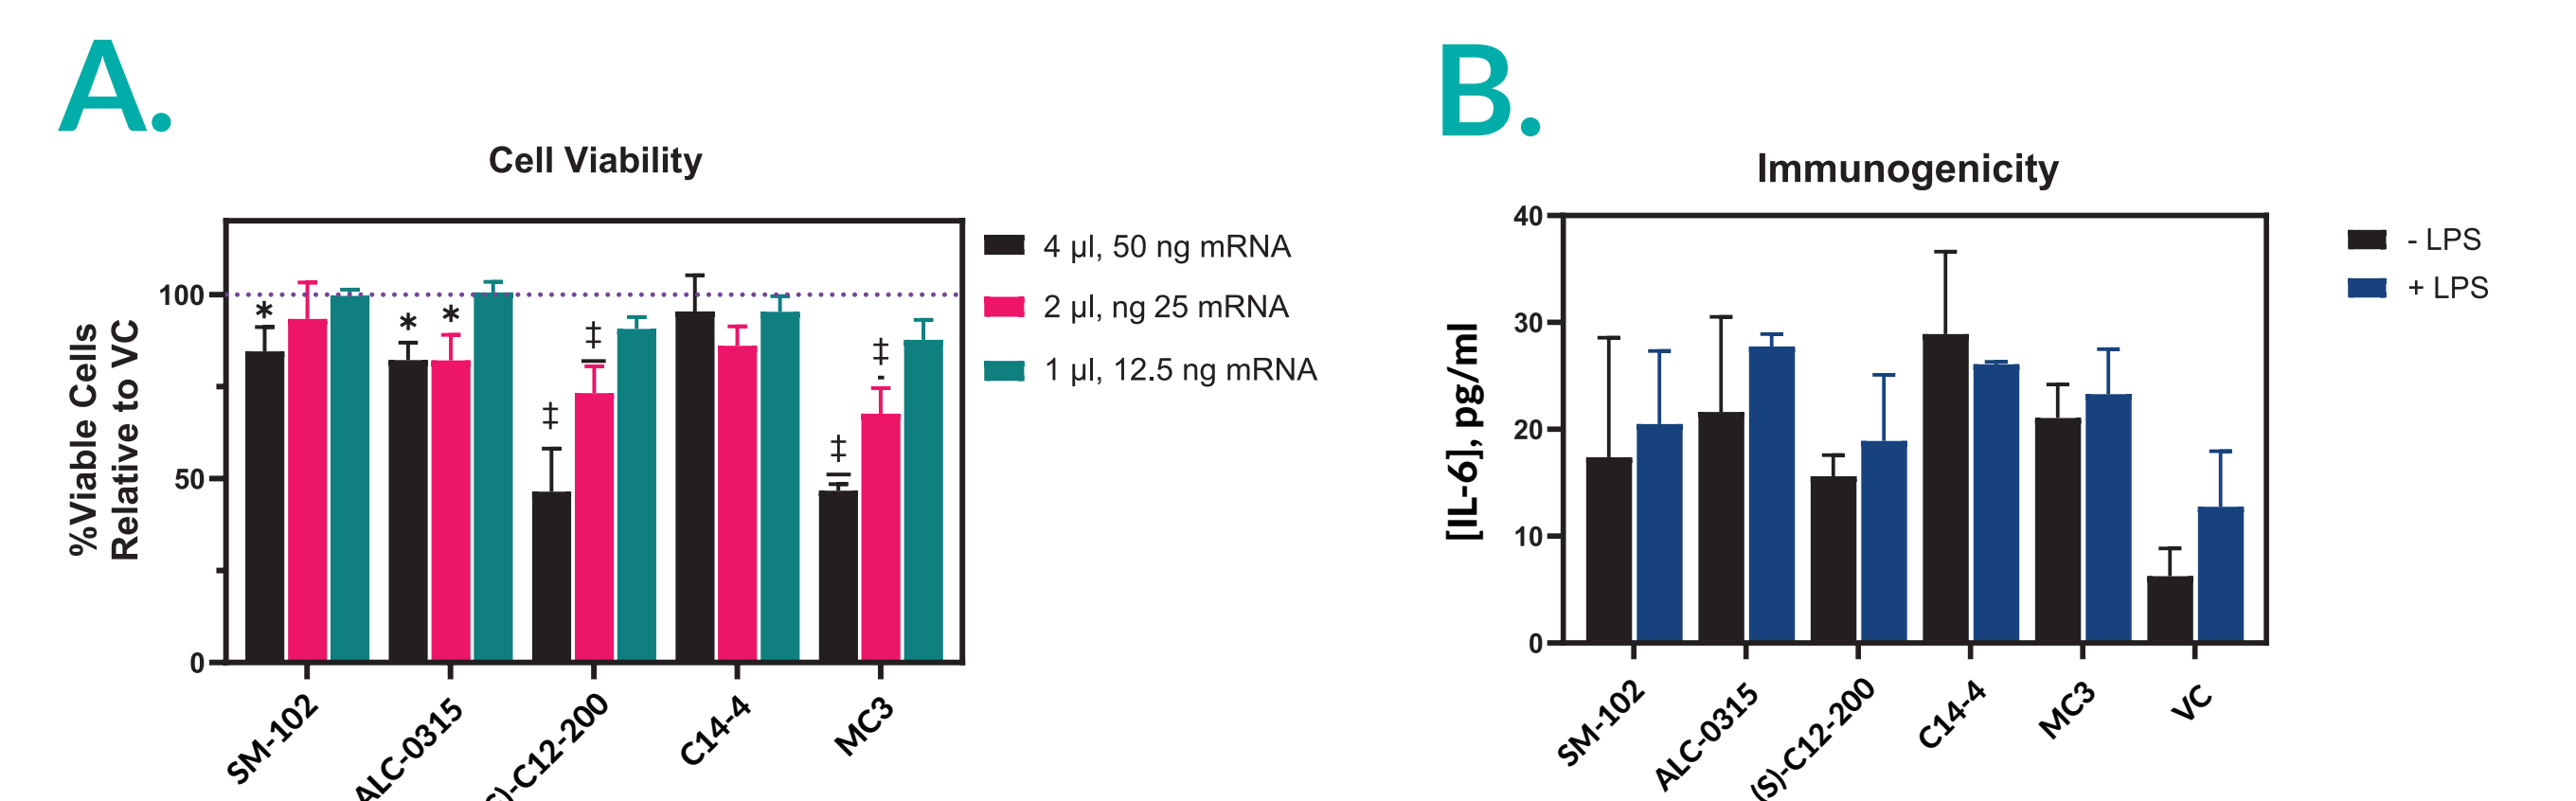 A.
Cell Viability
%Viable Cells
Relative to VC
100
50
0
*
*
*
‡
‡
‡
‡
SM-102
ALC-0315
S)-C12-200
C14-4
MC3
4 µl, 50 ng mRNA
2 µl, ng 25 mRNA
1 µl, 12.5 ng mRNA
B.
Immunogenicity
[IL-6], pg/ml
40
30
20
10
0
SM-102
ALC-0315
(S)-C12-200
C14-4
MC3
VC
- LPS
+ LPS